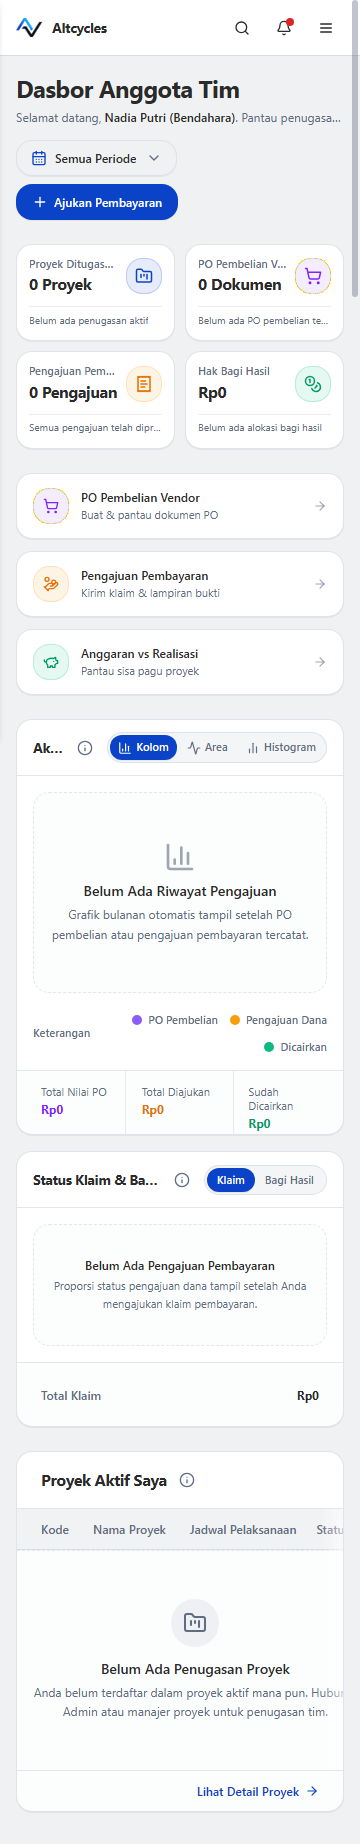 Altcycles
Dasbor Anggota Tim
Selamat datang, Nadia Putri (Bendahara). Pantau penugasa...
Semua Periode
Ajukan Pembayaran
Proyek Ditugas...
0 Proyek
Belum ada penugasan aktif
PO Pembelian V...
0 Dokumen
Belum ada PO pembelian te...
Pengajuan Pem...
0 Pengajuan
Semua pengajuan telah dipr...
Hak Bagi Hasil
Rp0
Belum ada alokasi bagi hasil
PO Pembelian Vendor
Buat & pantau dokumen PO
Pengajuan Pembayaran
Kirim klaim & lampiran bukti
Anggaran vs Realisasi
Pantau sisa pagu proyek
Ak... Kolom Area Histogram
Belum Ada Riwayat Pengajuan
Grafik bulanan otomatis tampil setelah PO
pembelian atau pengajuan pembayaran tercatat.
Keterangan
PO Pembelian Pengajuan Dana
Dicairkan
Total Nilai PO
Rp0
Total Diajukan
Rp0
Sudah
Dicairkan
Rp0
Status Klaim & Ba... Klaim Bagi Hasil
Belum Ada Pengajuan Pembayaran
Proporsi status pengajuan dana tampil setelah Anda
mengajukan klaim pembayaran.
Total Klaim Rp0
Proyek Aktif Saya
Kode Nama Proyek Jadwal Pelaksanaan Statu
Belum Ada Penugasan Proyek
Anda belum terdaftar dalam proyek aktif mana pun. Hubun
Admin atau manajer proyek untuk penugasan tim.
Lihat Detail Proyek